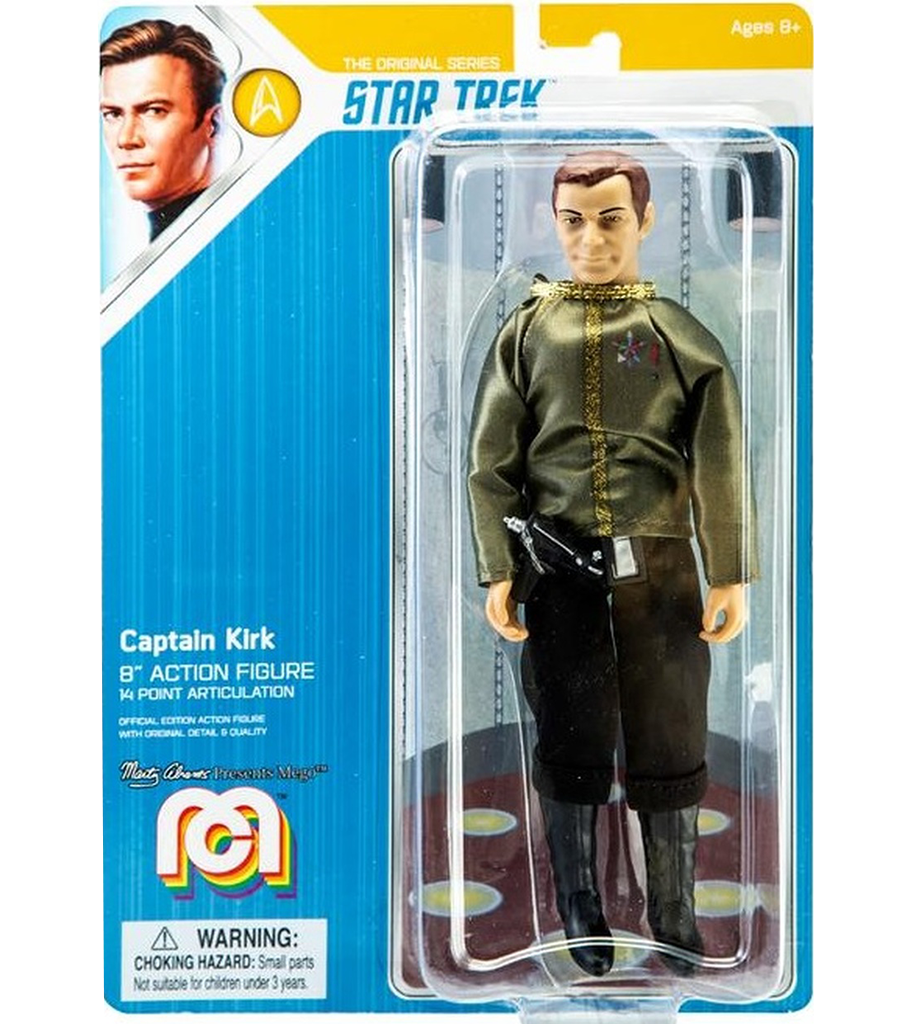 Ages 8+
THE ORIGINAL SERIES
STAR TREK™
Captain Kirk
8" ACTION FIGURE
14 POINT ARTICULATION
OFFICIAL EDITION ACTION FIGURE
WITH ORIGINAL DETAIL & QUALITY
Marty Abrams Presents Mego™
mego™
WARNING:
CHOKING HAZARD: Small parts
Not suitable for children under 3 years.